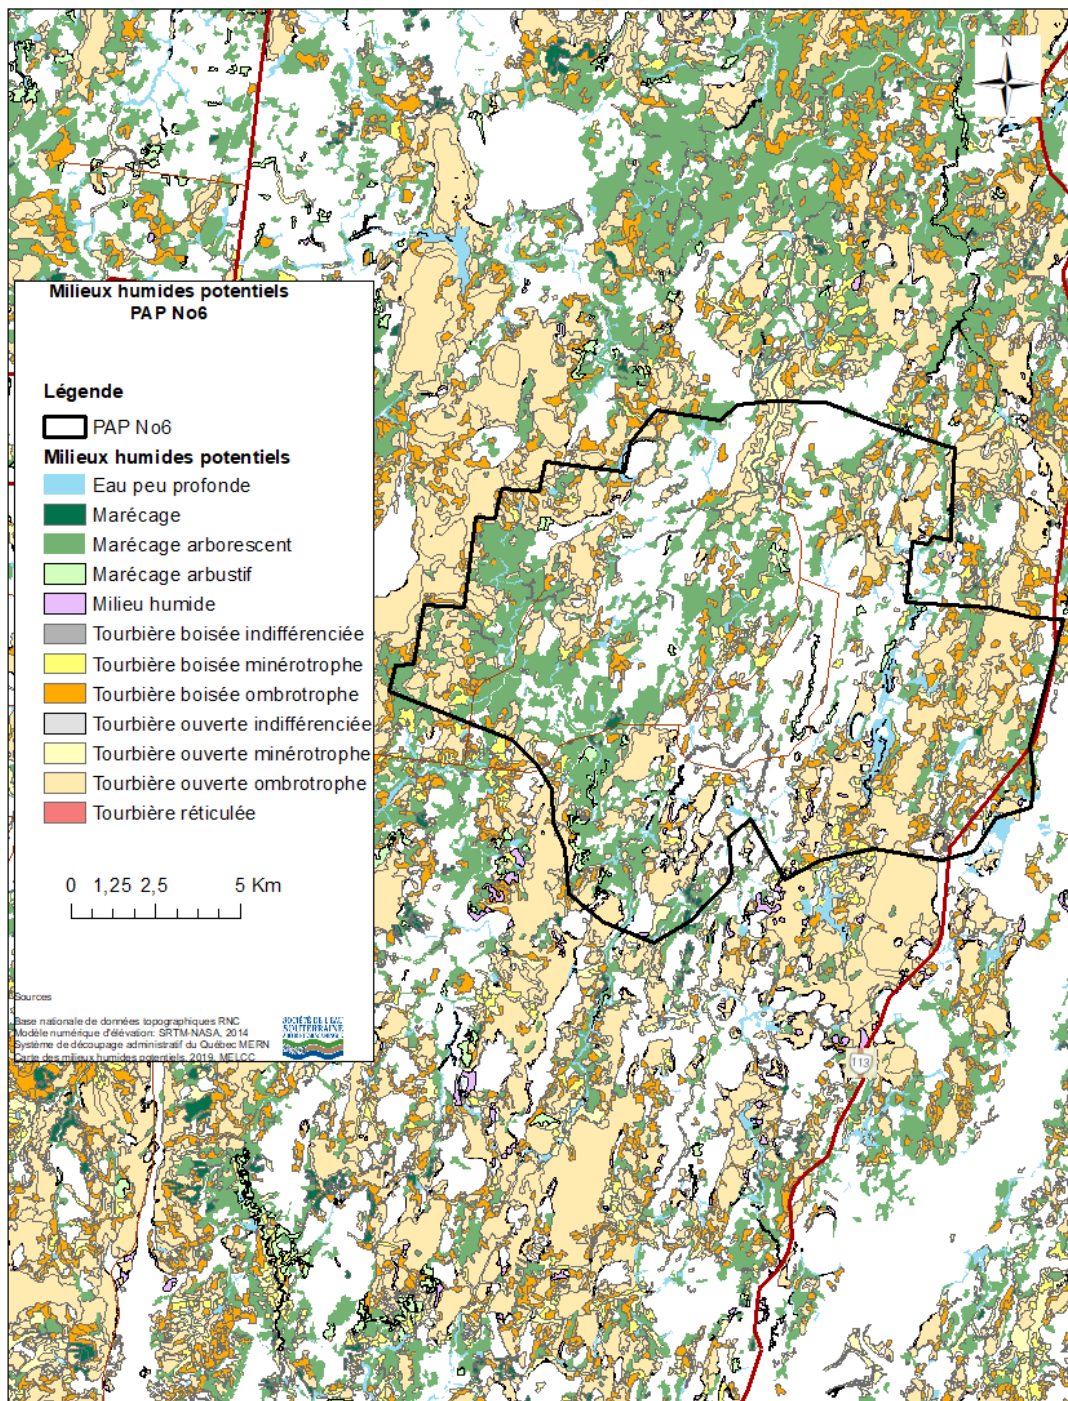 N
Milieux humides potentiels
PAP No6
Légende
PAP No6
Milieux humides potentiels
Eau peu profonde
Marécage
Marécage arborescent
Marécage arbustif
Milieu humide
Tourbière boisée indifférenciée
Tourbière boisée minérotrophe
Tourbière boisée ombrotrophe
Tourbière ouverte indifférenciée
Tourbière ouverte minérotrophe
Tourbière ouverte ombrotrophe
Tourbière réticulée
0 1,25 2,5 5 Km
Sources
Base nationale de données topographiques RNC
Modèle numérique d'élévation: SRTM-NASA, 2014
Système de découpage administratif du Québec MERN
Carte des milieux humides potentiels, 2019, MELCC
SOCIÉTÉ DE L'EAU
SOUTERRAINE
113